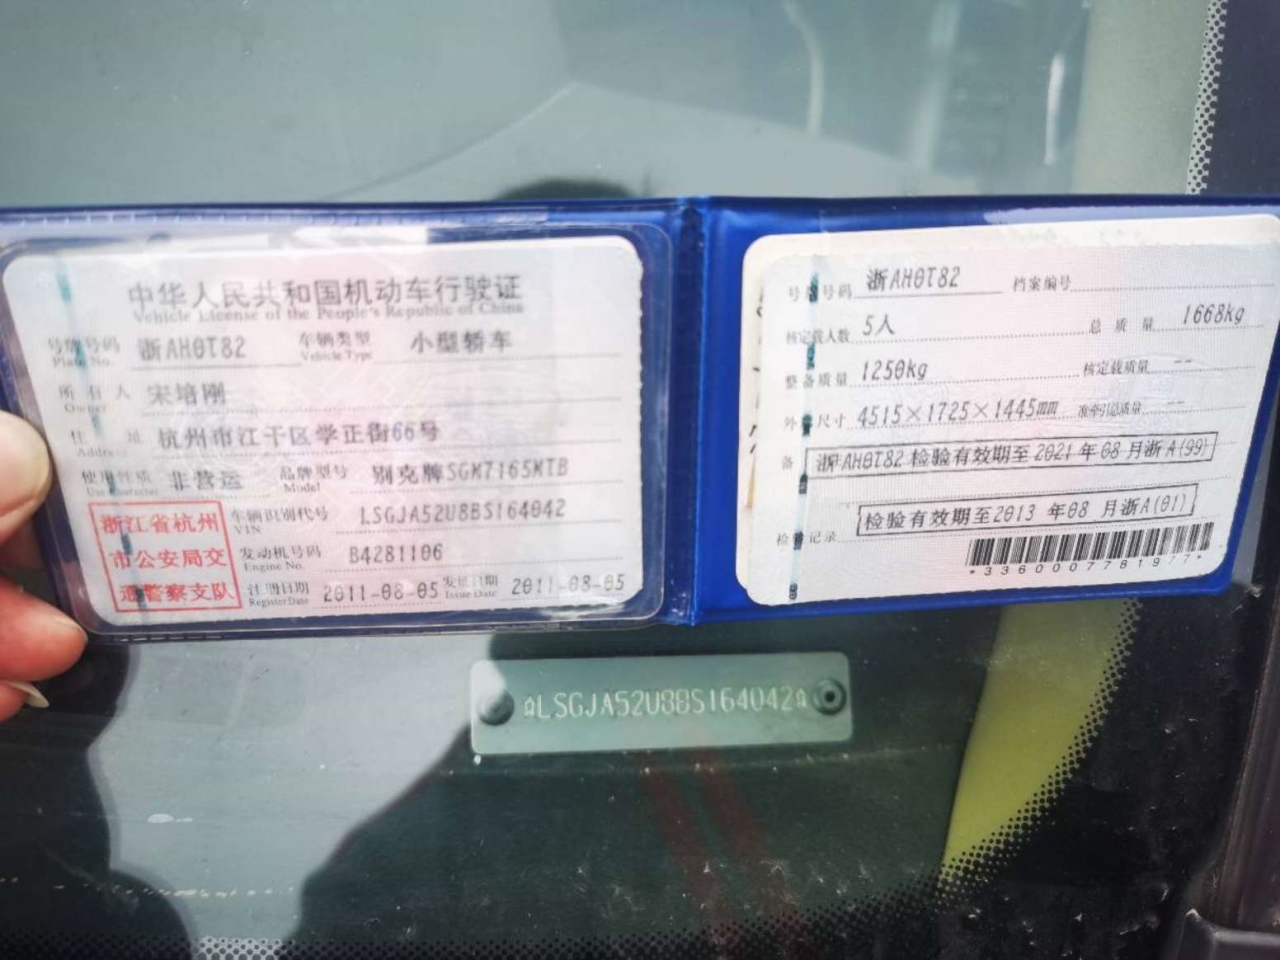 中华人民共和国机动车行驶证
Vehicle License of the People's Republic of China
号牌号码 浙AH0T82 车辆类型 小型轿车
Plate No. Vehicle Type
所有人 宋培刚
Owner
住址 杭州市江干区学正街66号
Address
使用性质 非营运 品牌型号 别克牌SGM7165MTB
Use Character Model
浙江省杭州
市公安局交
通警察支队
车辆识别代号 LSGJA52U8BS164042
VIN
发动机号码 B4281106
Engine No.
注册日期 2011-08-05 发证日期 2011-08-05
Register Date Issue Date
号牌号码 浙AH0T82 档案编号
核定载人数 5人 总质量 1668kg
整备质量 1250kg 核定载质量 --
外廓尺寸 4515×1725×1445mm 准牵引总质量 --
备 浙AH0T82检验有效期至2021年08月浙A(99)
检验记录 检验有效期至2013 年08 月浙A(01)
*3360007781977*
☆LSGJA52U8BS164042☆